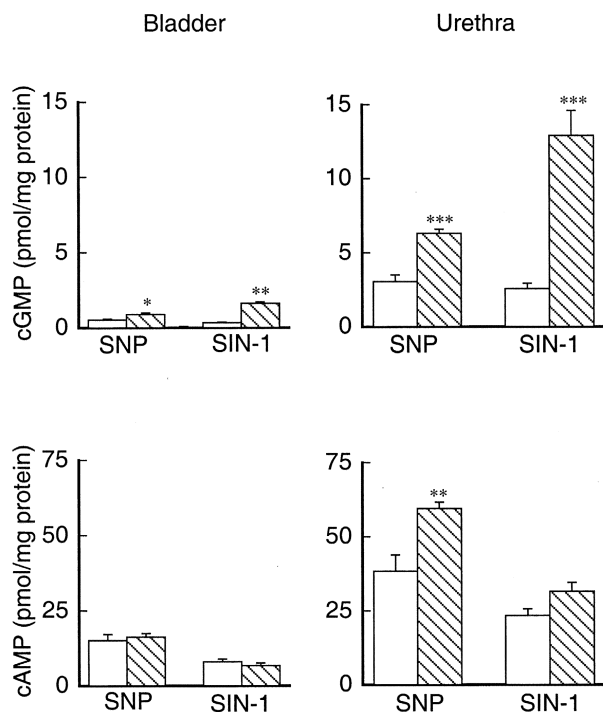 Bladder Urethra
cGMP (pmol/mg protein)
15 15
10 10
5 5
0 0
* ** *** ***
SNP SIN-1 SNP SIN-1
cAMP (pmol/mg protein)
75 75
50 50
25 25
0 0
**
SNP SIN-1 SNP SIN-1